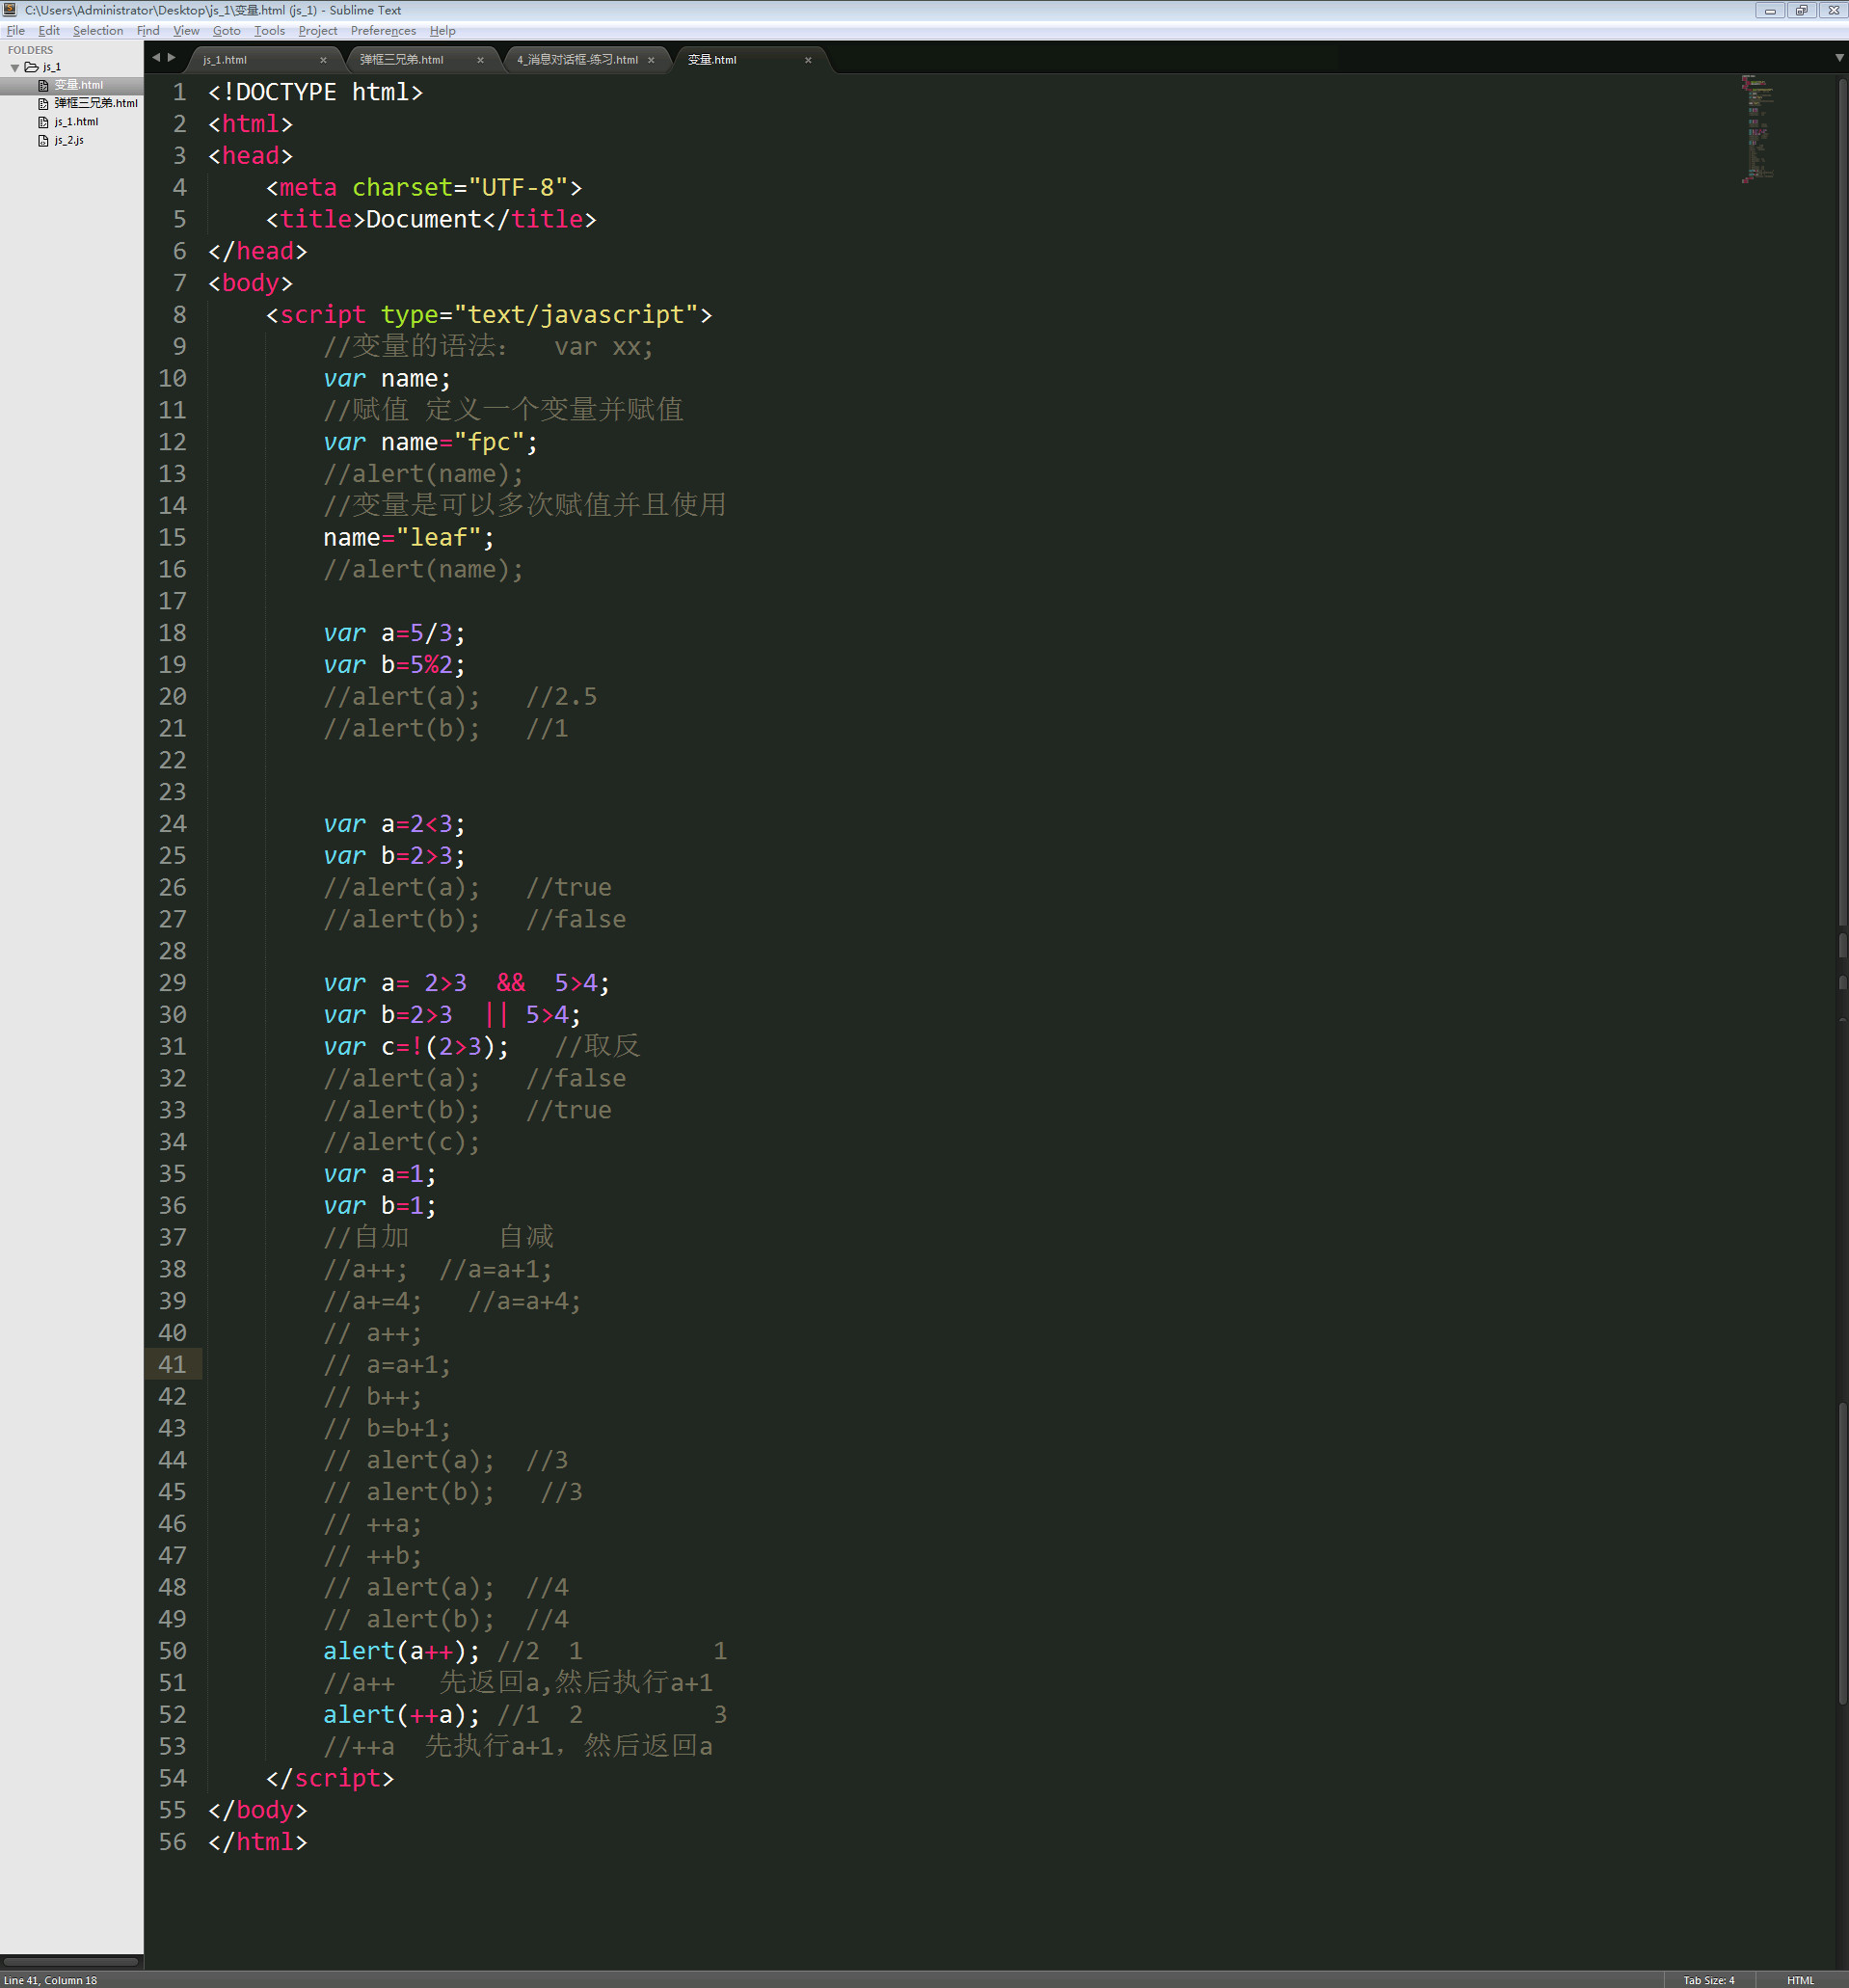 C:\Users\Administrator\Desktop\js_1\变量.html (js_1) - Sublime Text
File Edit Selection Find View Goto Tools Project Preferences Help
FOLDERS
js_1
变量.html
弹框三兄弟.html
js_1.html
js_2.js
js_1.html × 弹框三兄弟.html × 4_消息对话框-练习.html × 变量.html ×
1 <!DOCTYPE html>
2 <html>
3 <head>
4     <meta charset="UTF-8">
5     <title>Document</title>
6 </head>
7 <body>
8     <script type="text/javascript">
9         //变量的语法：  var xx;
10         var name;
11         //赋值 定义一个变量并赋值
12         var name="fpc";
13         //alert(name);
14         //变量是可以多次赋值并且使用
15         name="leaf";
16         //alert(name);
17
18         var a=5/3;
19         var b=5%2;
20         //alert(a);   //2.5
21         //alert(b);   //1
22
23
24         var a=2<3;
25         var b=2>3;
26         //alert(a);   //true
27         //alert(b);   //false
28
29         var a= 2>3  &&  5>4;
30         var b=2>3  || 5>4;
31         var c=!(2>3);   //取反
32         //alert(a);   //false
33         //alert(b);   //true
34         //alert(c);
35         var a=1;
36         var b=1;
37         //自加      自减
38         //a++;  //a=a+1;
39         //a+=4;   //a=a+4;
40         // a++;
41         // a=a+1;
42         // b++;
43         // b=b+1;
44         // alert(a);  //3
45         // alert(b);   //3
46         // ++a;
47         // ++b;
48         // alert(a);  //4
49         // alert(b);  //4
50         alert(a++); //2  1         1
51         //a++   先返回a,然后执行a+1
52         alert(++a); //1  2         3
53         //++a  先执行a+1，然后返回a
54     </script>
55 </body>
56 </html>
Line 41, Column 18 Tab Size: 4 HTML